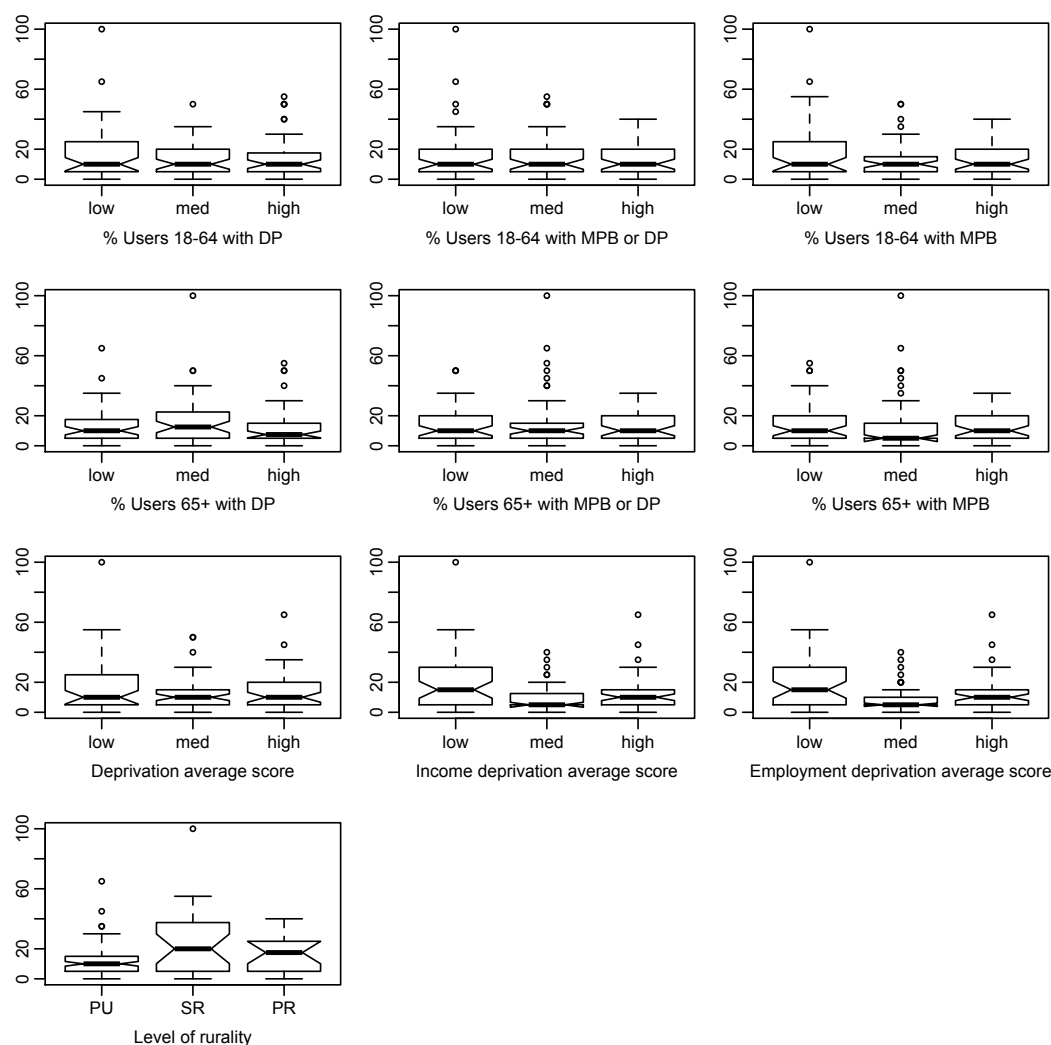 0 20 60 100
low med high
% Users 18-64 with DP
0 20 60 100
low med high
% Users 18-64 with MPB or DP
0 20 60 100
low med high
% Users 18-64 with MPB
0 20 60 100
low med high
% Users 65+ with DP
0 20 60 100
low med high
% Users 65+ with MPB or DP
0 20 60 100
low med high
% Users 65+ with MPB
0 20 60 100
low med high
Deprivation average score
0 20 60 100
low med high
Income deprivation average score
0 20 60 100
low med high
Employment deprivation average score
0 20 60 100
PU SR PR
Level of rurality